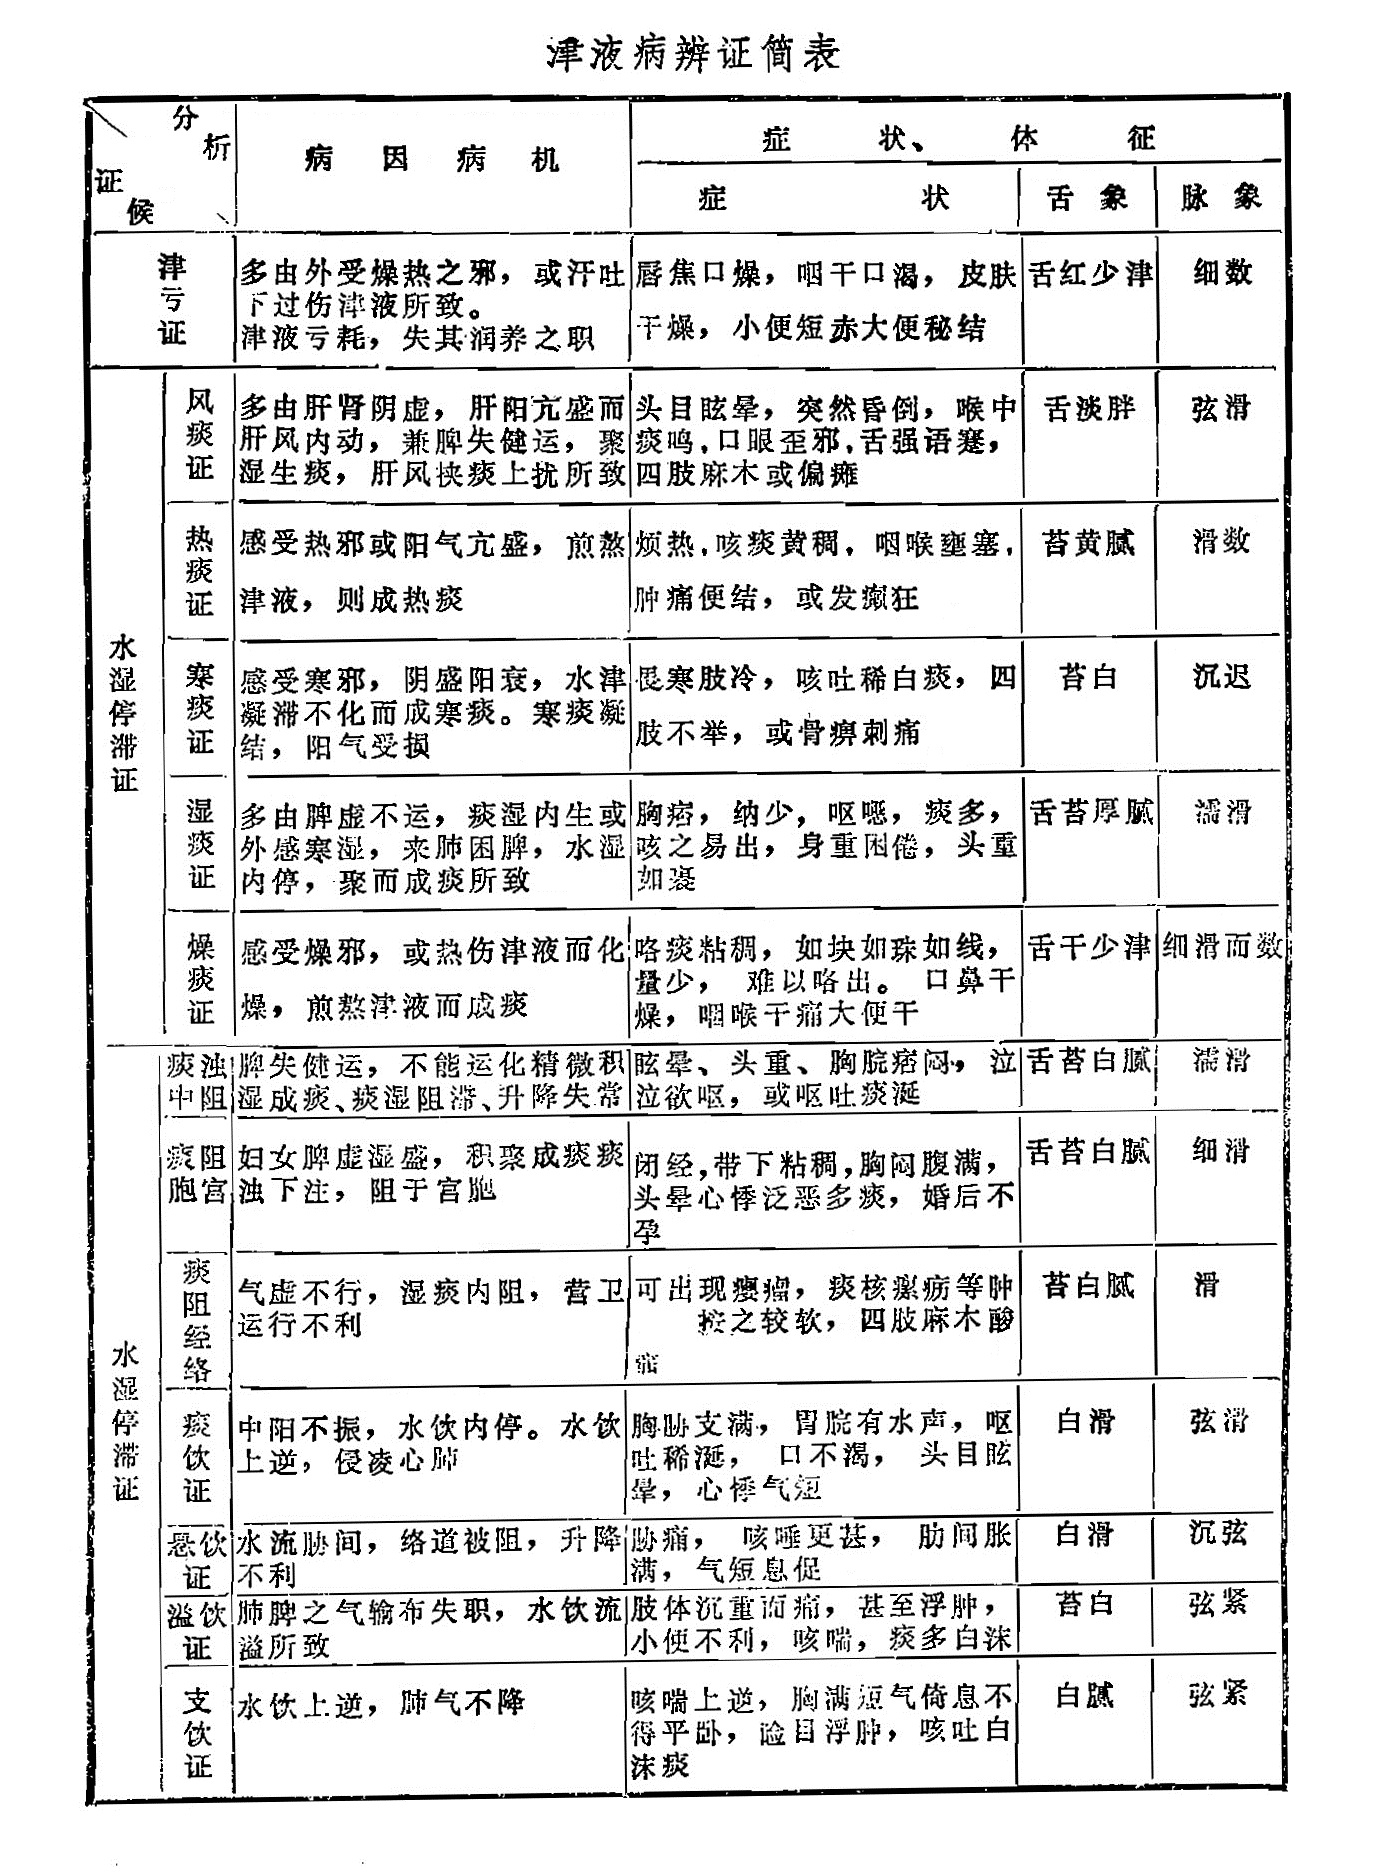 津液病辨证简表
分析
证候
病因病机
症状、体征
症状
舌象
脉象
津亏证
多由外受燥热之邪，或汗吐
下过伤津液所致。
津液亏耗，失其润养之职
唇焦口燥，咽干口渴，皮肤
干燥，小便短赤大便秘结
舌红少津
细数
水湿停滞证
风痰证
多由肝肾阴虚，肝阳亢盛而
肝风内动，兼脾失健运，聚
湿生痰，肝风挟痰上扰所致
头目眩晕，突然昏倒，喉中
痰鸣，口眼歪邪，舌强语蹇，
四肢麻木或偏瘫
舌淡胖
弦滑
热痰证
感受热邪或阳气亢盛，煎熬
津液，则成热痰
烦热，咳痰黄稠，咽喉壅塞，
肿痛便结，或发癫狂
苔黄腻
滑数
寒痰证
感受寒邪，阴盛阳衰，水津
凝滞不化而成寒痰。寒痰凝
结，阳气受损
畏寒肢冷，咳吐稀白痰，四
肢不举，或骨痹刺痛
苔白
沉迟
湿痰证
多由脾虚不运，痰湿内生或
外感寒湿，来肺困脾，水湿
内停，聚而成痰所致
胸痞，纳少，呕噁，痰多，
咳之易出，身重困倦，头重
如裹
舌苔厚腻
濡滑
燥痰证
感受燥邪，或热伤津液而化
燥，煎熬津液而成痰
咯痰粘稠，如块如珠如线，
量少，难以咯出。口鼻干
燥，咽喉干痛大便干
舌干少津
细滑而数
水湿停滞证
痰浊
中阻
脾失健运，不能运化精微积
湿成痰、痰湿阻滞、升降失常
眩晕、头重、胸脘痞闷，泣
泣欲呕，或呕吐痰涎
舌苔白腻
濡滑
痰阻
胞宫
妇女脾虚湿盛，积聚成痰痰
浊下注，阻于宫胞
闭经，带下粘稠，胸闷腹满，
头晕心悸泛恶多痰，婚后不
孕
舌苔白腻
细滑
痰阻经络
气虚不行，湿痰内阻，营卫
运行不利
可出现瘿瘤，痰核瘰疬等肿
按之较软，四肢麻木酸
痛
苔白腻
滑
痰饮证
中阳不振，水饮内停。水饮
上逆，侵凌心肺
胸胁支满，胃脘有水声，呕
吐稀涎，口不渴，头目眩
晕，心悸气短
白滑
弦滑
悬饮
证
水流胁间，络道被阻，升降
不利
胁痛，咳唾更甚，肋间胀
满，气短息促
白滑
沉弦
溢饮
证
肺脾之气输布失职，水饮流
溢所致
肢体沉重而痛，甚至浮肿，
小便不利，咳喘，痰多白沫
苔白
弦紧
支饮证
水饮上逆，肺气不降
咳喘上逆，胸满短气倚息不
得平卧，睑目浮肿，咳吐白
沫痰
白腻
弦紧